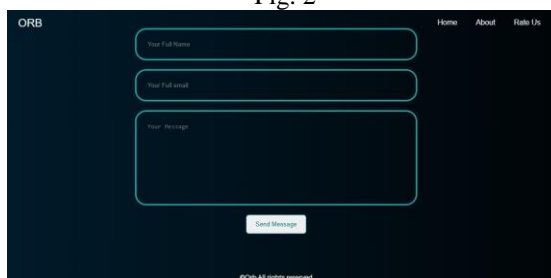 Fig. 2
ORB
Home About Rate Us
Your Full Name
Your Full email
Your Message
Send Message
©Orb All rights reserved